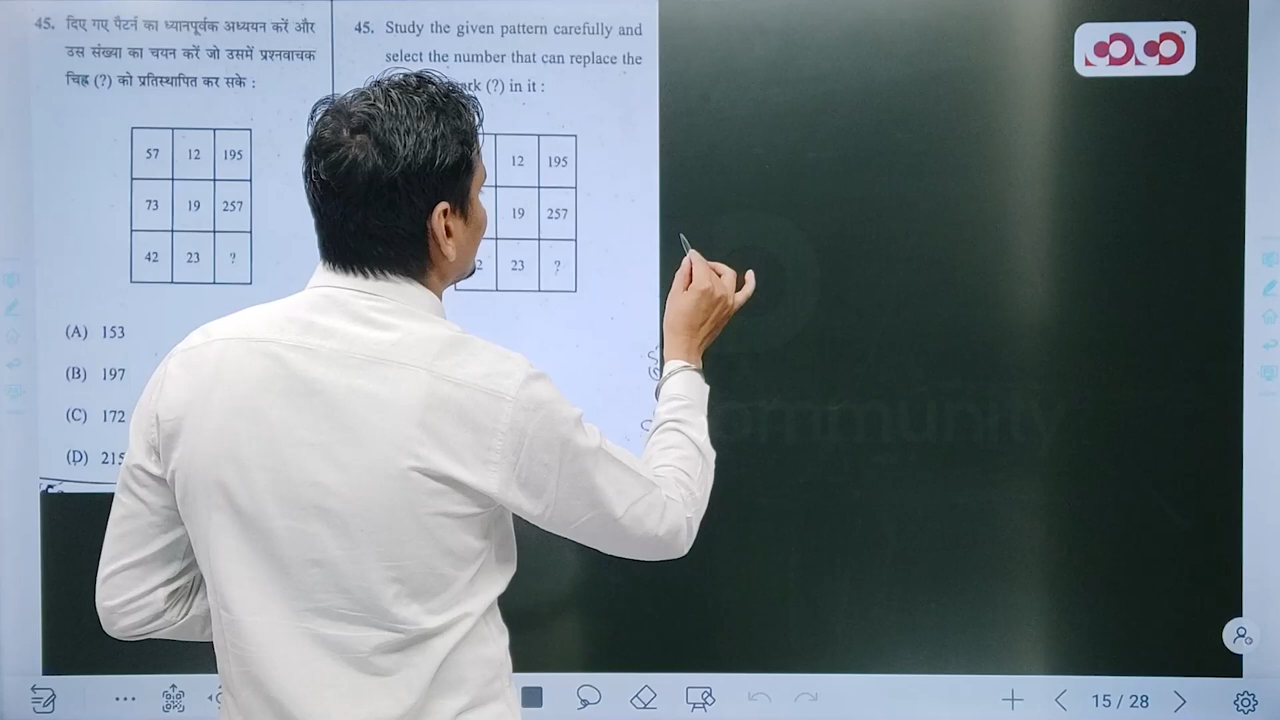 45. दिए गए पैटर्न का ध्यानपूर्वक अध्ययन करें और
उस संख्या का चयन करें जो उसमें प्रश्नवाचक
चिह्न (?) को प्रतिस्थापित कर सके :
57 12 195
73 19 257
42 23 ?
(A) 153
(B) 197
(C) 172
(D) 215
45. Study the given pattern carefully and
select the number that can replace the
(?) in it :
12 195
19 257
23 ?
ommunity
15 / 28